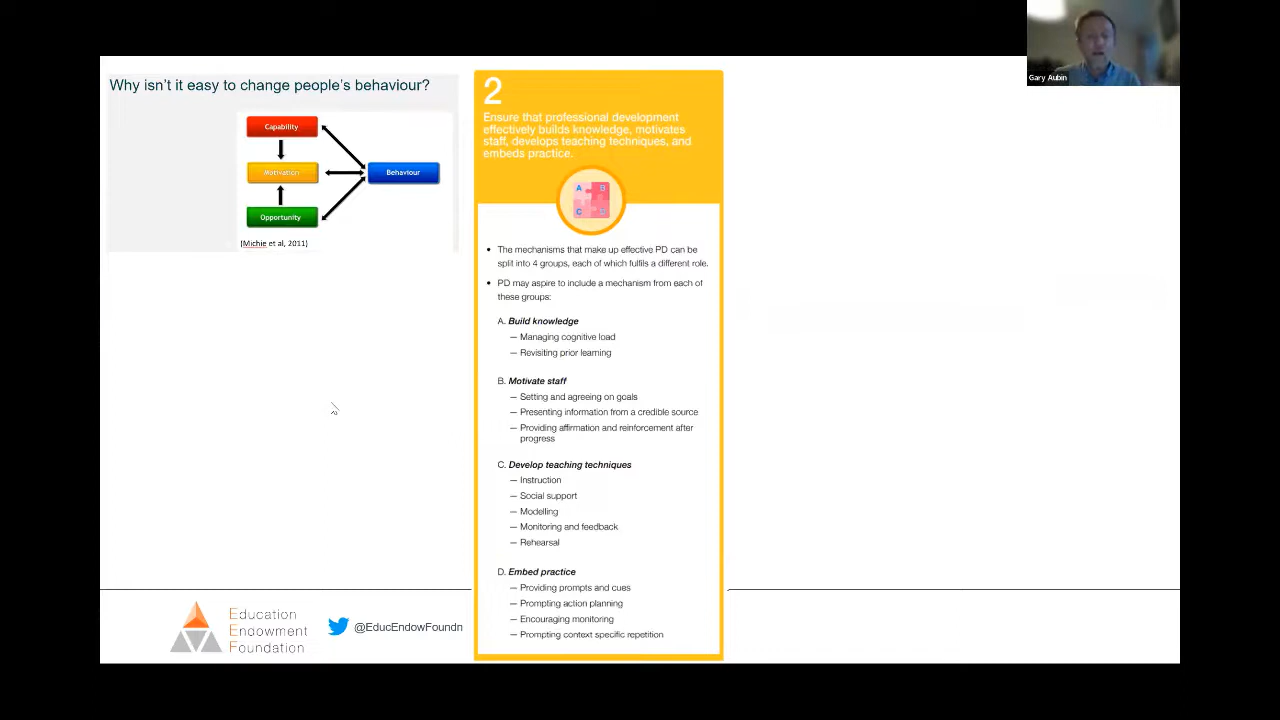 Gary Aubin
Why isn't it easy to change people's behaviour?
Capability
Motivation
Opportunity
Behaviour
(Michie et al, 2011)
2
Ensure that professional development
effectively builds knowledge, motivates
staff, develops teaching techniques, and
embeds practice.
A
B
C
D
• The mechanisms that make up effective PD can be
split into 4 groups, each of which fulfils a different role.
• PD may aspire to include a mechanism from each of
these groups:
A. Build knowledge
— Managing cognitive load
— Revisiting prior learning
B. Motivate staff
— Setting and agreeing on goals
— Presenting information from a credible source
— Providing affirmation and reinforcement after
progress
C. Develop teaching techniques
— Instruction
— Social support
— Modelling
— Monitoring and feedback
— Rehearsal
D. Embed practice
— Providing prompts and cues
— Prompting action planning
— Encouraging monitoring
— Prompting context specific repetition
Education
Endowment
Foundation
@EducEndowFoundn